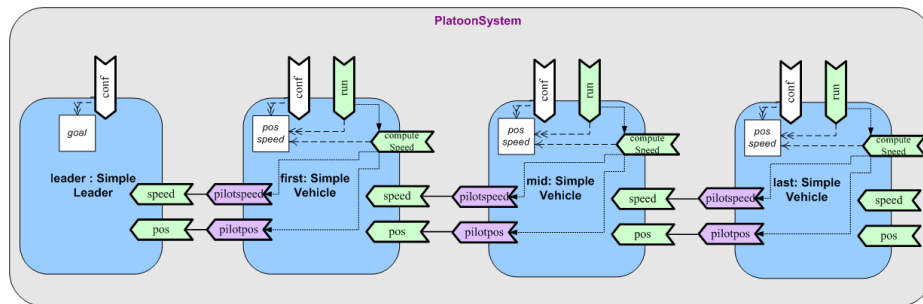 PlatoonSystem
conf
goal
leader : Simple
Leader
speed
pos
conf
run
pos
speed
compute
Speed
first: Simple
Vehicle
pilotspeed
pilotpos
speed
pos
conf
run
pos
speed
compute
Speed
mid: Simple
Vehicle
pilotspeed
pilotpos
speed
pos
conf
run
pos
speed
compute
Speed
last: Simple
Vehicle
pilotspeed
pilotpos
speed
pos